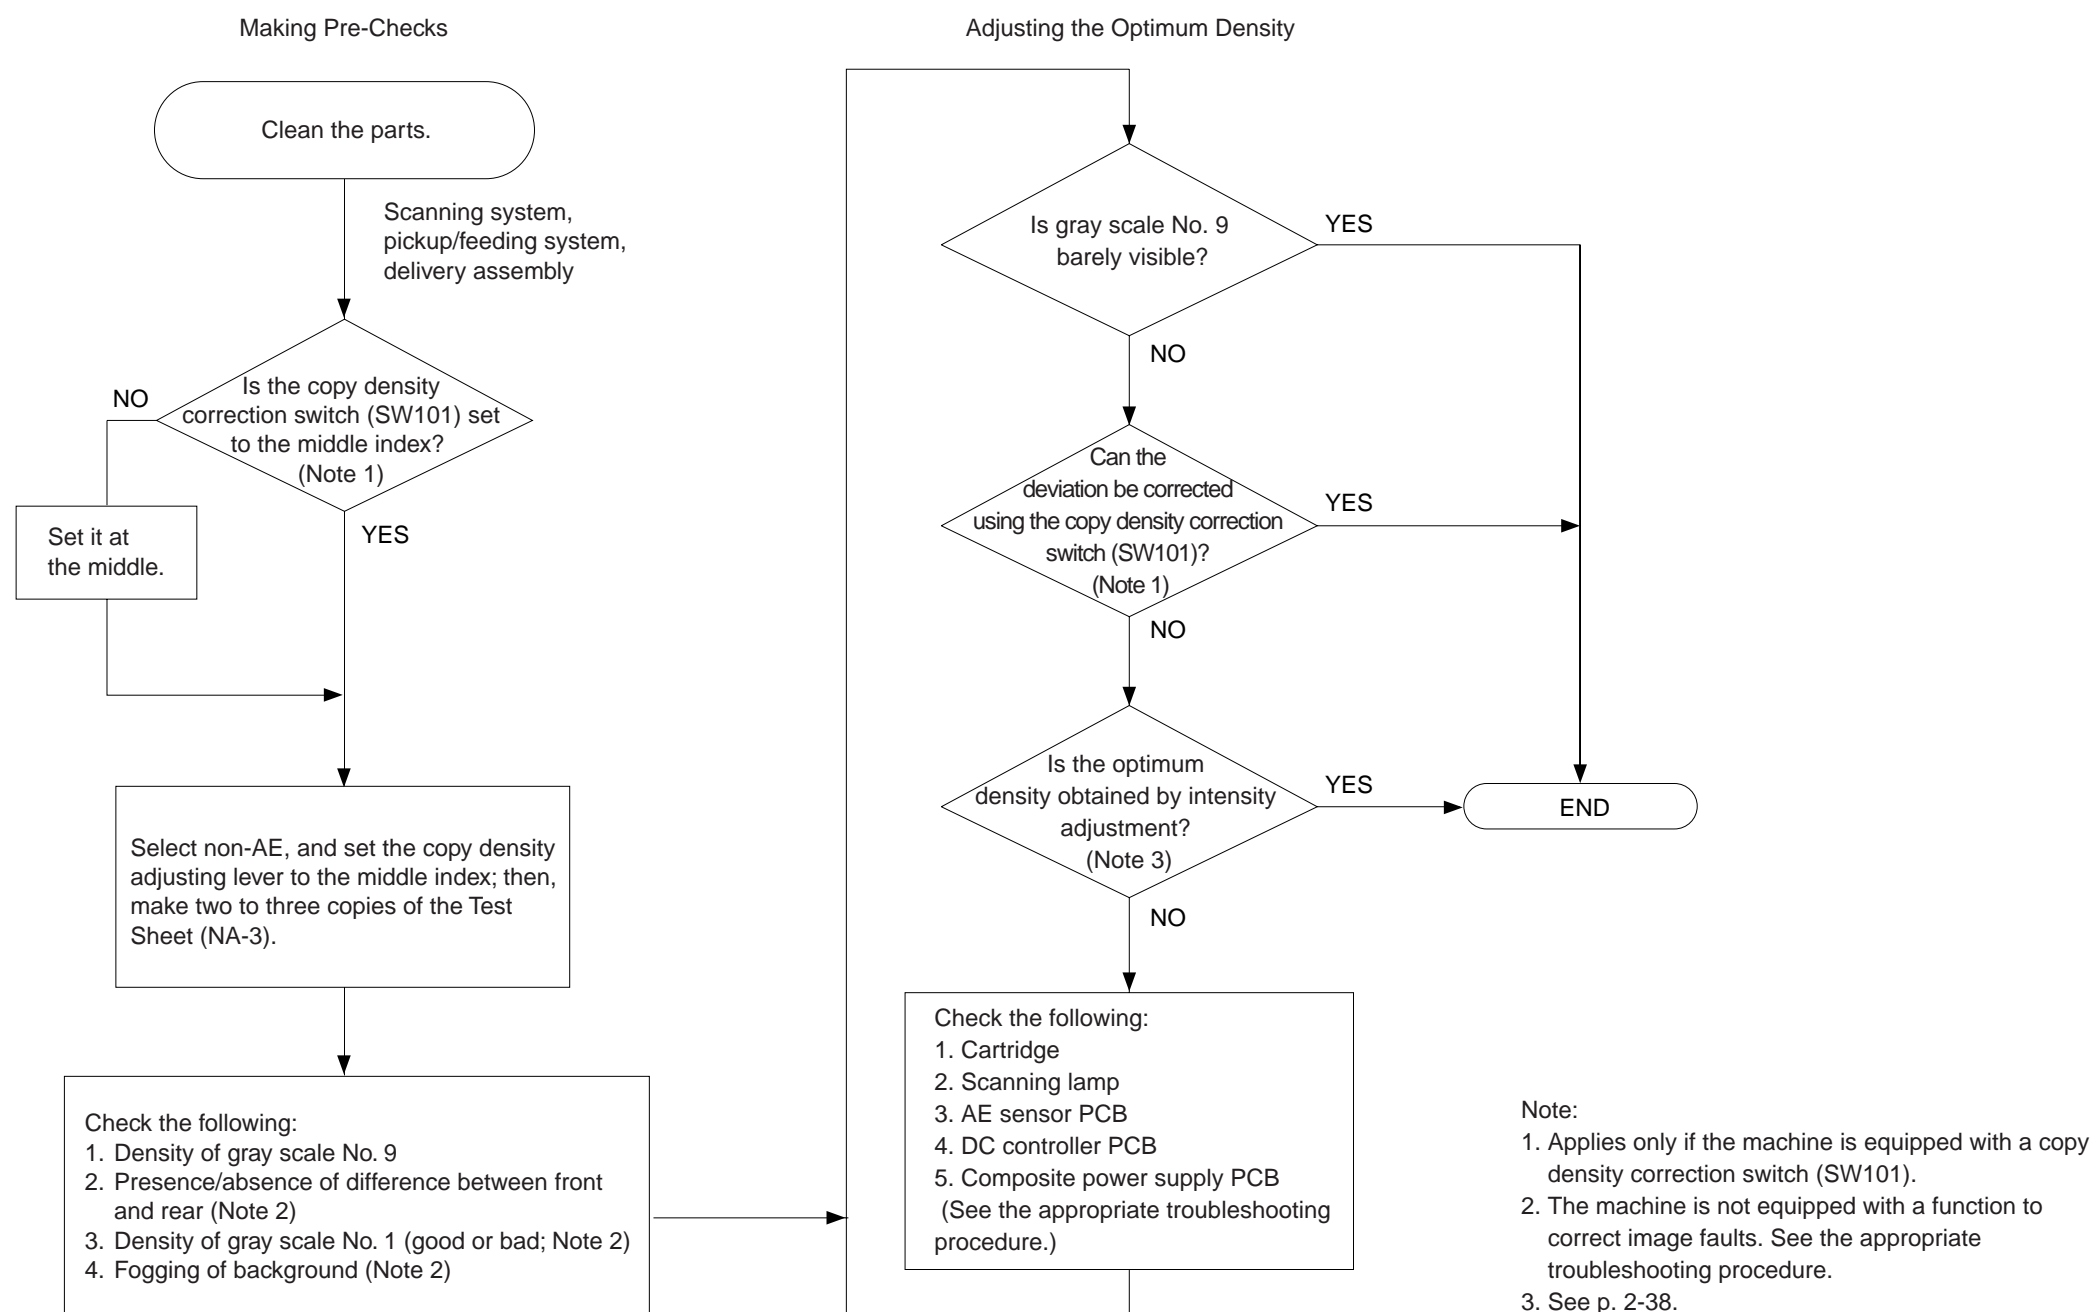 Making Pre-Checks
Clean the parts.
Scanning system,
pickup/feeding system,
delivery assembly
Is the copy density
correction switch (SW101) set
to the middle index?
(Note 1)
NO
YES
Set it at
the middle.
Select non-AE, and set the copy density
adjusting lever to the middle index; then,
make two to three copies of the Test
Sheet (NA-3).
Check the following:
1. Density of gray scale No. 9
2. Presence/absence of difference between front
and rear (Note 2)
3. Density of gray scale No. 1 (good or bad; Note 2)
4. Fogging of background (Note 2)
Adjusting the Optimum Density
Is gray scale No. 9
barely visible?
YES
NO
Can the
deviation be corrected
using the copy density correction
switch (SW101)?
(Note 1)
YES
NO
Is the optimum
density obtained by intensity
adjustment?
(Note 3)
YES
END
NO
Check the following:
1. Cartridge
2. Scanning lamp
3. AE sensor PCB
4. DC controller PCB
5. Composite power supply PCB
(See the appropriate troubleshooting
procedure.)
Note:
1. Applies only if the machine is equipped with a copy
density correction switch (SW101).
2. The machine is not equipped with a function to
correct image faults. See the appropriate
troubleshooting procedure.
3. See p. 2-38.